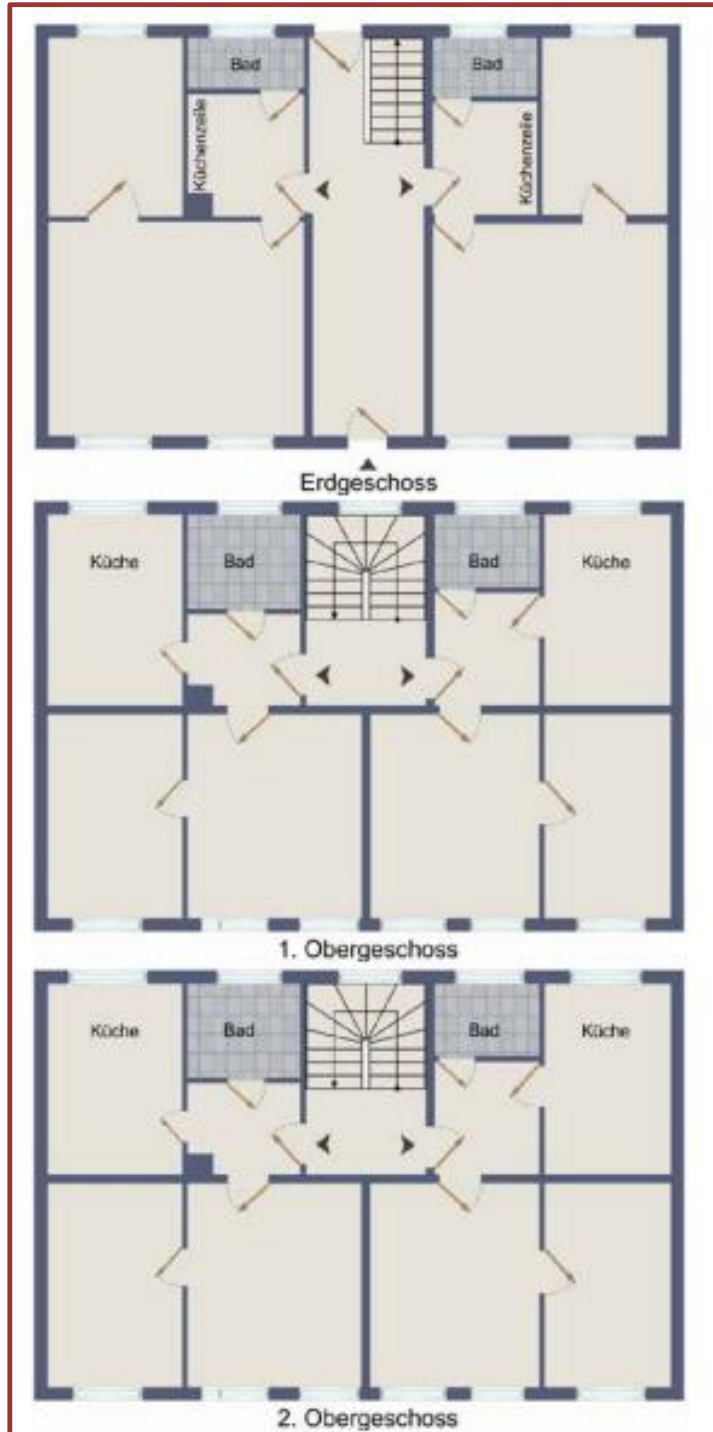 Bad Bad
Küchenzeile Küchenzeile
Erdgeschoss
Küche Bad Bad Küche
1. Obergeschoss
Küche Bad Bad Küche
2. Obergeschoss